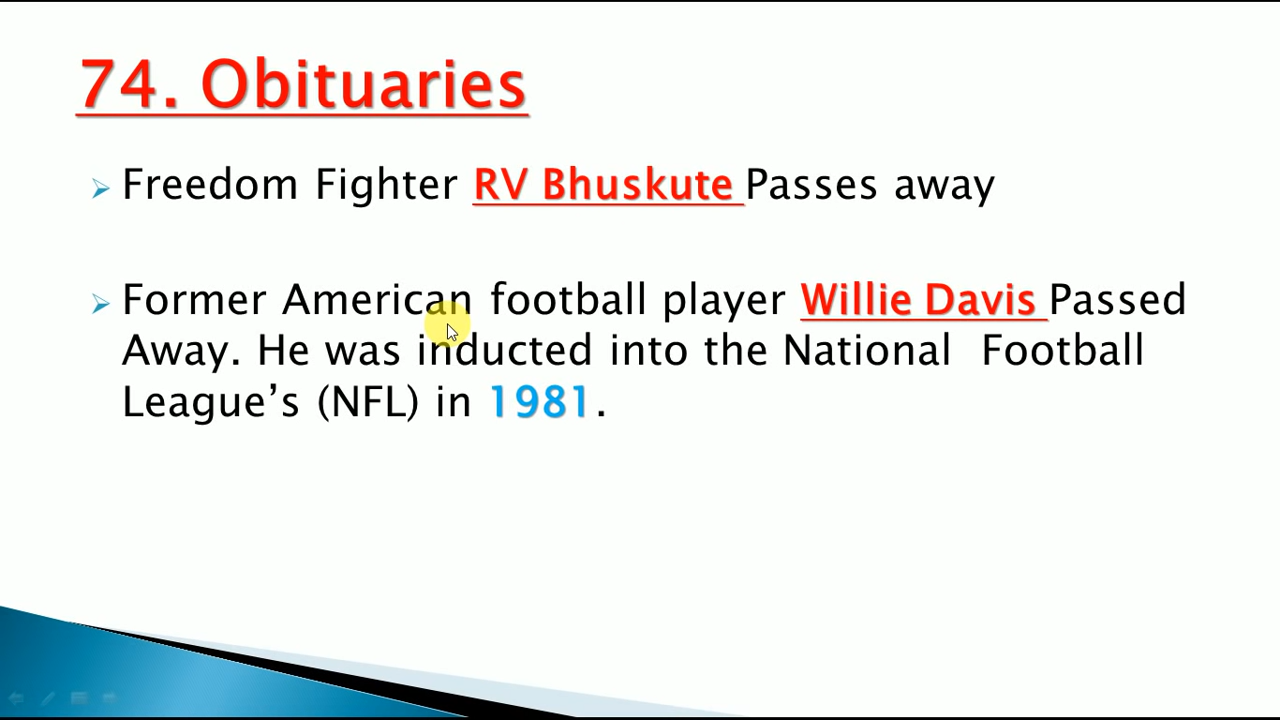 74. Obituaries
Freedom Fighter RV Bhuskute Passes away
Former American football player Willie Davis Passed
Away. He was inducted into the National Football
League’s (NFL) in 1981.